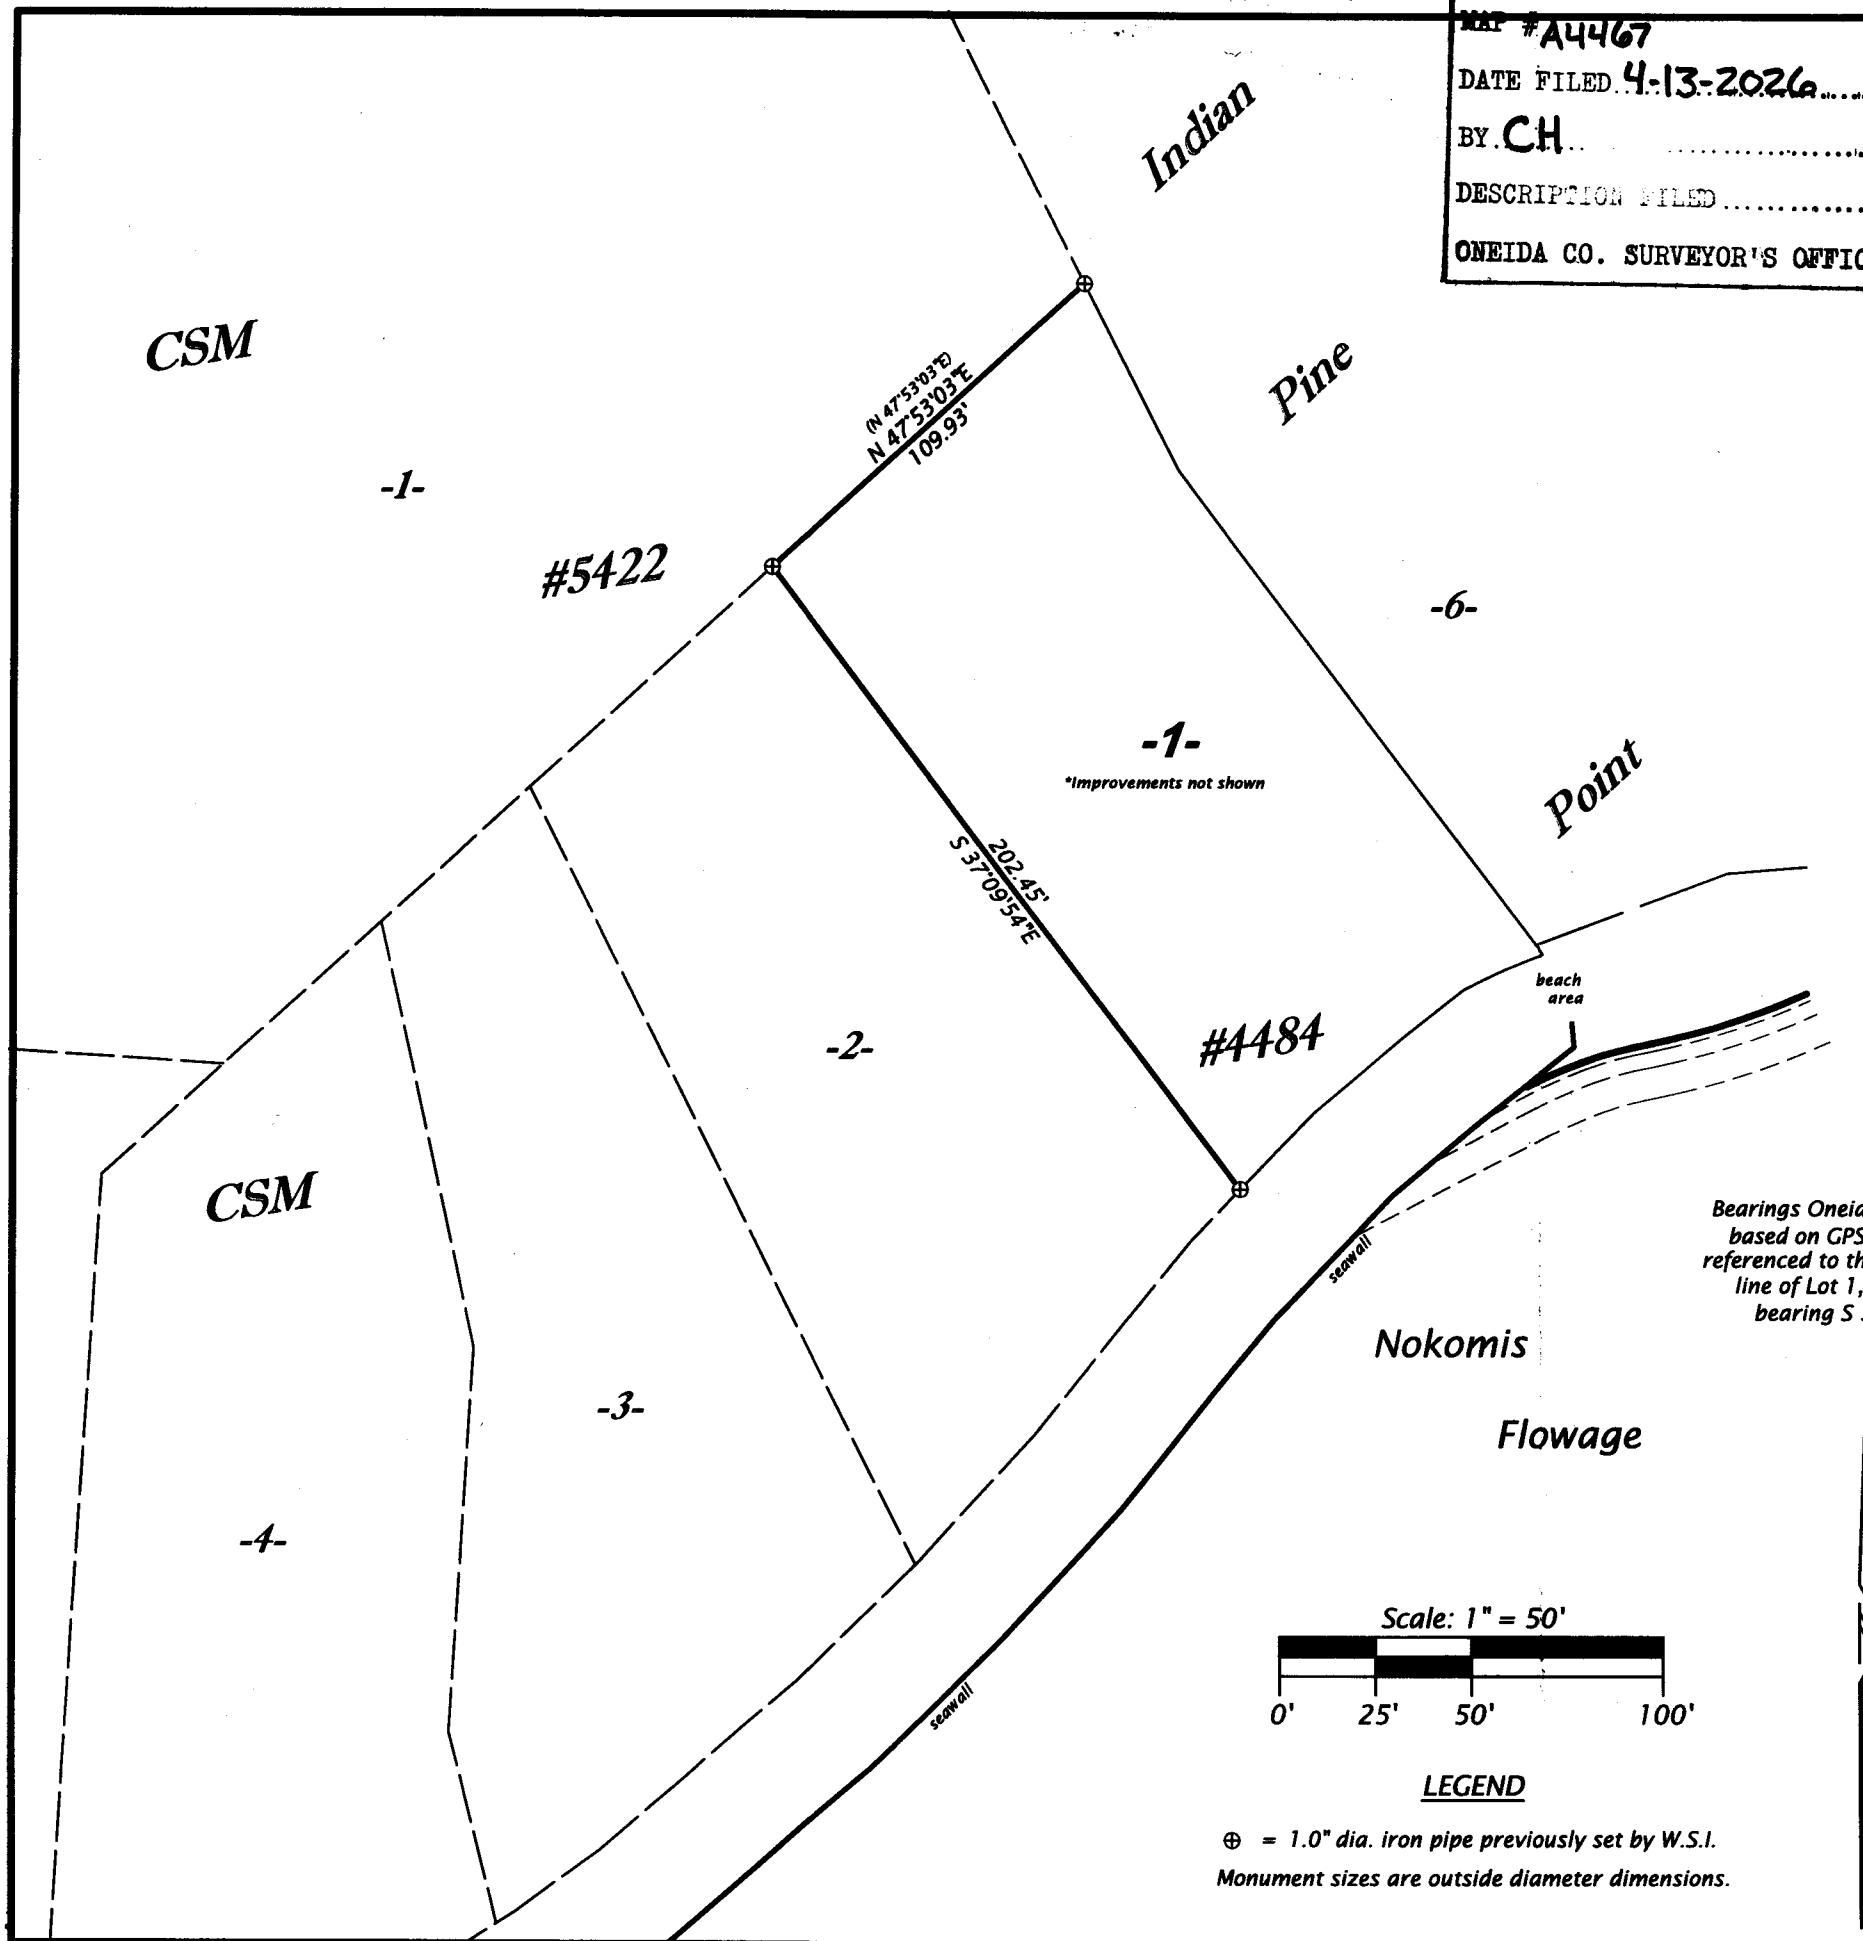 MAP # A4467
DATE FILED 4-13-2026
BY CH
DESCRIPTION FILED
ONEIDA CO. SURVEYOR'S OFFIC
Indian
Pine
Point
CSM
-1-
#5422
(N 47°53'03"E)
N 47°53'03"E
109.93'
-6-
-1-
*Improvements not shown
202.45'
S 37°09'54"E
beach
area
#4484
-2-
CSM
-3-
-4-
seawall
seawall
Nokomis
Flowage
Bearings Oneid
based on GPS
referenced to th
line of Lot 1,
bearing S
Scale: 1" = 50'
0' 25' 50' 100'
LEGEND
⊕ = 1.0" dia. iron pipe previously set by W.S.I.
Monument sizes are outside diameter dimensions.